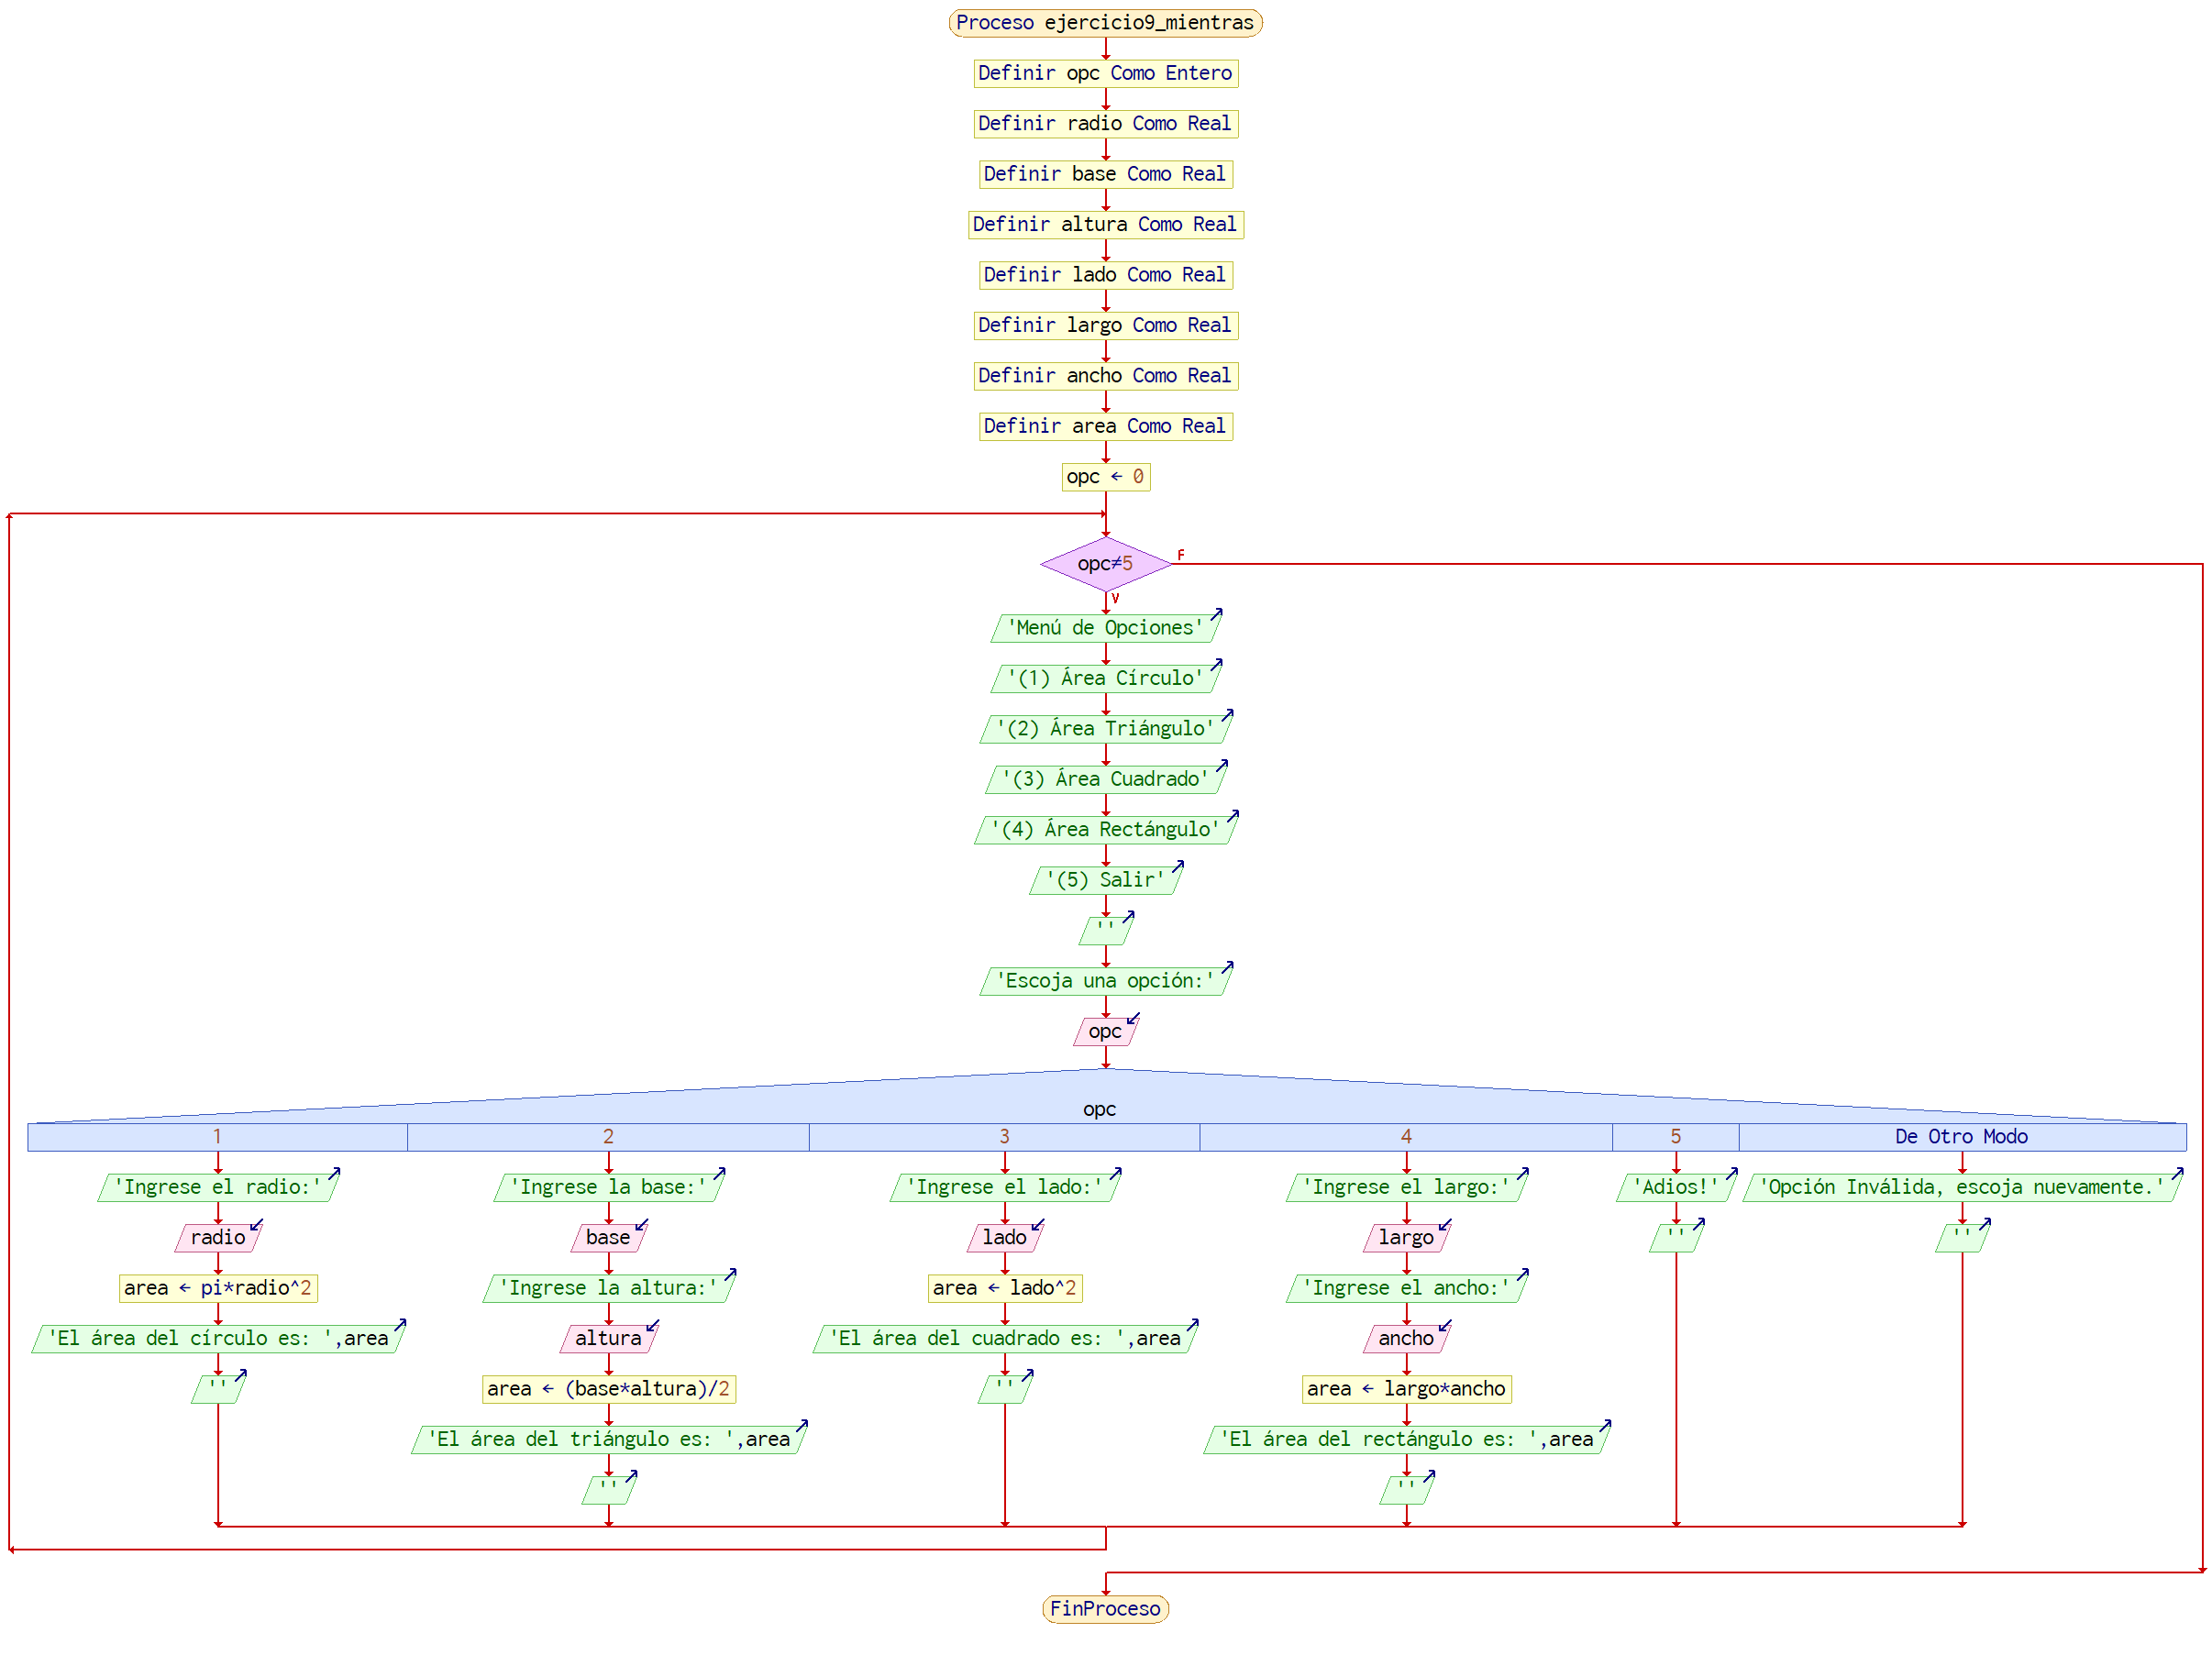 Proceso ejercicio9_mientras
Definir opc Como Entero
Definir radio Como Real
Definir base Como Real
Definir altura Como Real
Definir lado Como Real
Definir largo Como Real
Definir ancho Como Real
Definir area Como Real
opc ← 0
opc≠5
F
V
'Menú de Opciones'
'(1) Área Círculo'
'(2) Área Triángulo'
'(3) Área Cuadrado'
'(4) Área Rectángulo'
'(5) Salir'
''
'Escoja una opción:'
opc
opc
1
'Ingrese el radio:'
radio
area ← pi*radio^2
'El área del círculo es: ',area
''
2
'Ingrese la base:'
base
'Ingrese la altura:'
altura
area ← (base*altura)/2
'El área del triángulo es: ',area
''
3
'Ingrese el lado:'
lado
area ← lado^2
'El área del cuadrado es: ',area
''
4
'Ingrese el largo:'
largo
'Ingrese el ancho:'
ancho
area ← largo*ancho
'El área del rectángulo es: ',area
''
5
'Adios!'
''
De Otro Modo
'Opción Inválida, escoja nuevamente.'
''
FinProceso